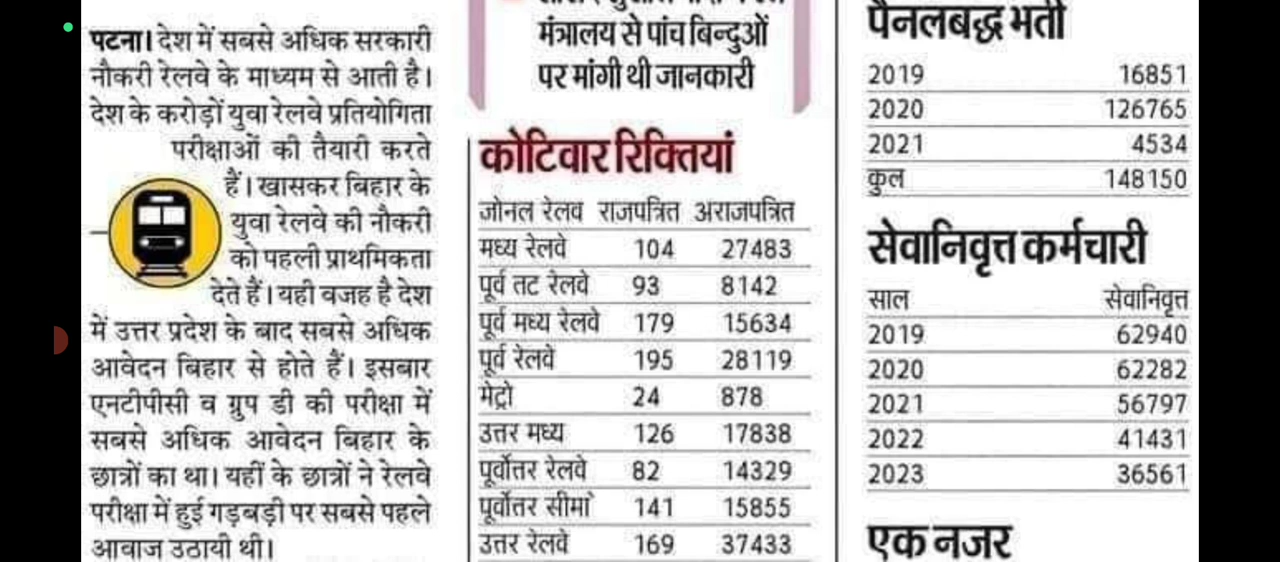 पटना। देश में सबसे अधिक सरकारी
नौकरी रेलवे के माध्यम से आती है।
देश के करोड़ों युवा रेलवे प्रतियोगिता
परीक्षाओं की तैयारी करते
हैं। खासकर बिहार के
युवा रेलवे की नौकरी
को पहली प्राथमिकता
देते हैं। यही वजह है देश
में उत्तर प्रदेश के बाद सबसे अधिक
आवेदन बिहार से होते हैं। इसबार
एनटीपीसी व ग्रुप डी की परीक्षा में
सबसे अधिक आवेदन बिहार के
छात्रों का था। यहीं के छात्रों ने रेलवे
परीक्षा में हुई गड़बड़ी पर सबसे पहले
आवाज उठायी थी।
मंत्रालय से पांच बिन्दुओं
पर मांगी थी जानकारी
कोटिवार रिक्तियां
जोनल रेलव राजपत्रित अराजपत्रित
मध्य रेलवे 104 27483
पूर्व तट रेलवे 93 8142
पूर्व मध्य रेलवे 179 15634
पूर्व रेलवे 195 28119
मेट्रो 24 878
उत्तर मध्य 126 17838
पूर्वोत्तर रेलवे 82 14329
पूर्वोत्तर सीमां 141 15855
उत्तर रेलवे 169 37433
पैनलबद्ध भर्ती
2019 16851
2020 126765
2021 4534
कुल 148150
सेवानिवृत्त कर्मचारी
साल सेवानिवृत्त
2019 62940
2020 62282
2021 56797
2022 41431
2023 36561
एक नजर